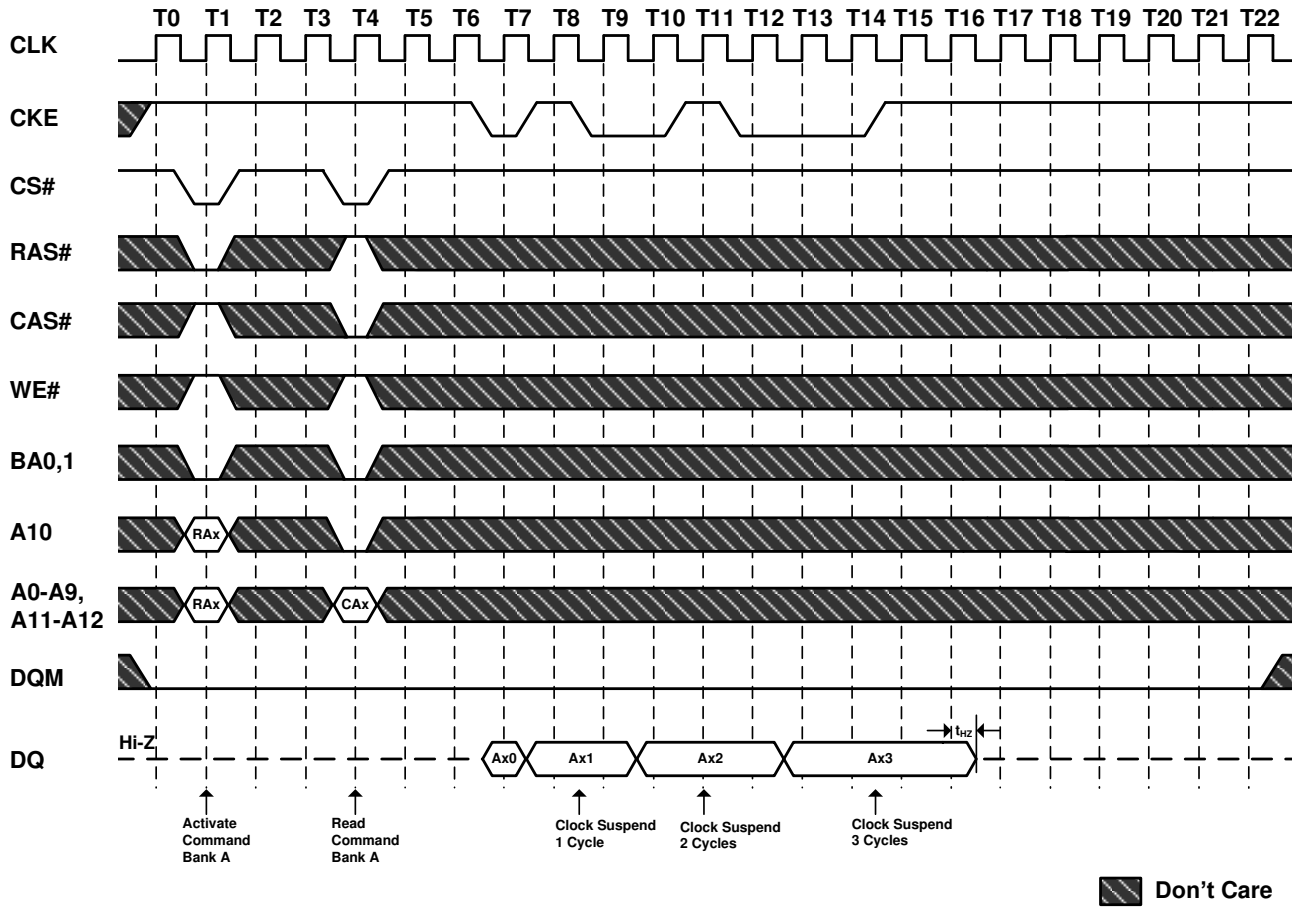 T0 T1 T2 T3 T4 T5 T6 T7 T8 T9 T10 T11 T12 T13 T14 T15 T16 T17 T18 T19 T20 T21 T22
CLK
CKE
CS#
RAS#
CAS#
WE#
BA0,1
A10
RAx
A0-A9,
A11-A12
RAx
CAx
DQM
DQ
Hi-Z
Ax0
Ax1
Ax2
Ax3
tHZ
Activate
Command
Bank A
Read
Command
Bank A
Clock Suspend
1 Cycle
Clock Suspend
2 Cycles
Clock Suspend
3 Cycles
Don't Care